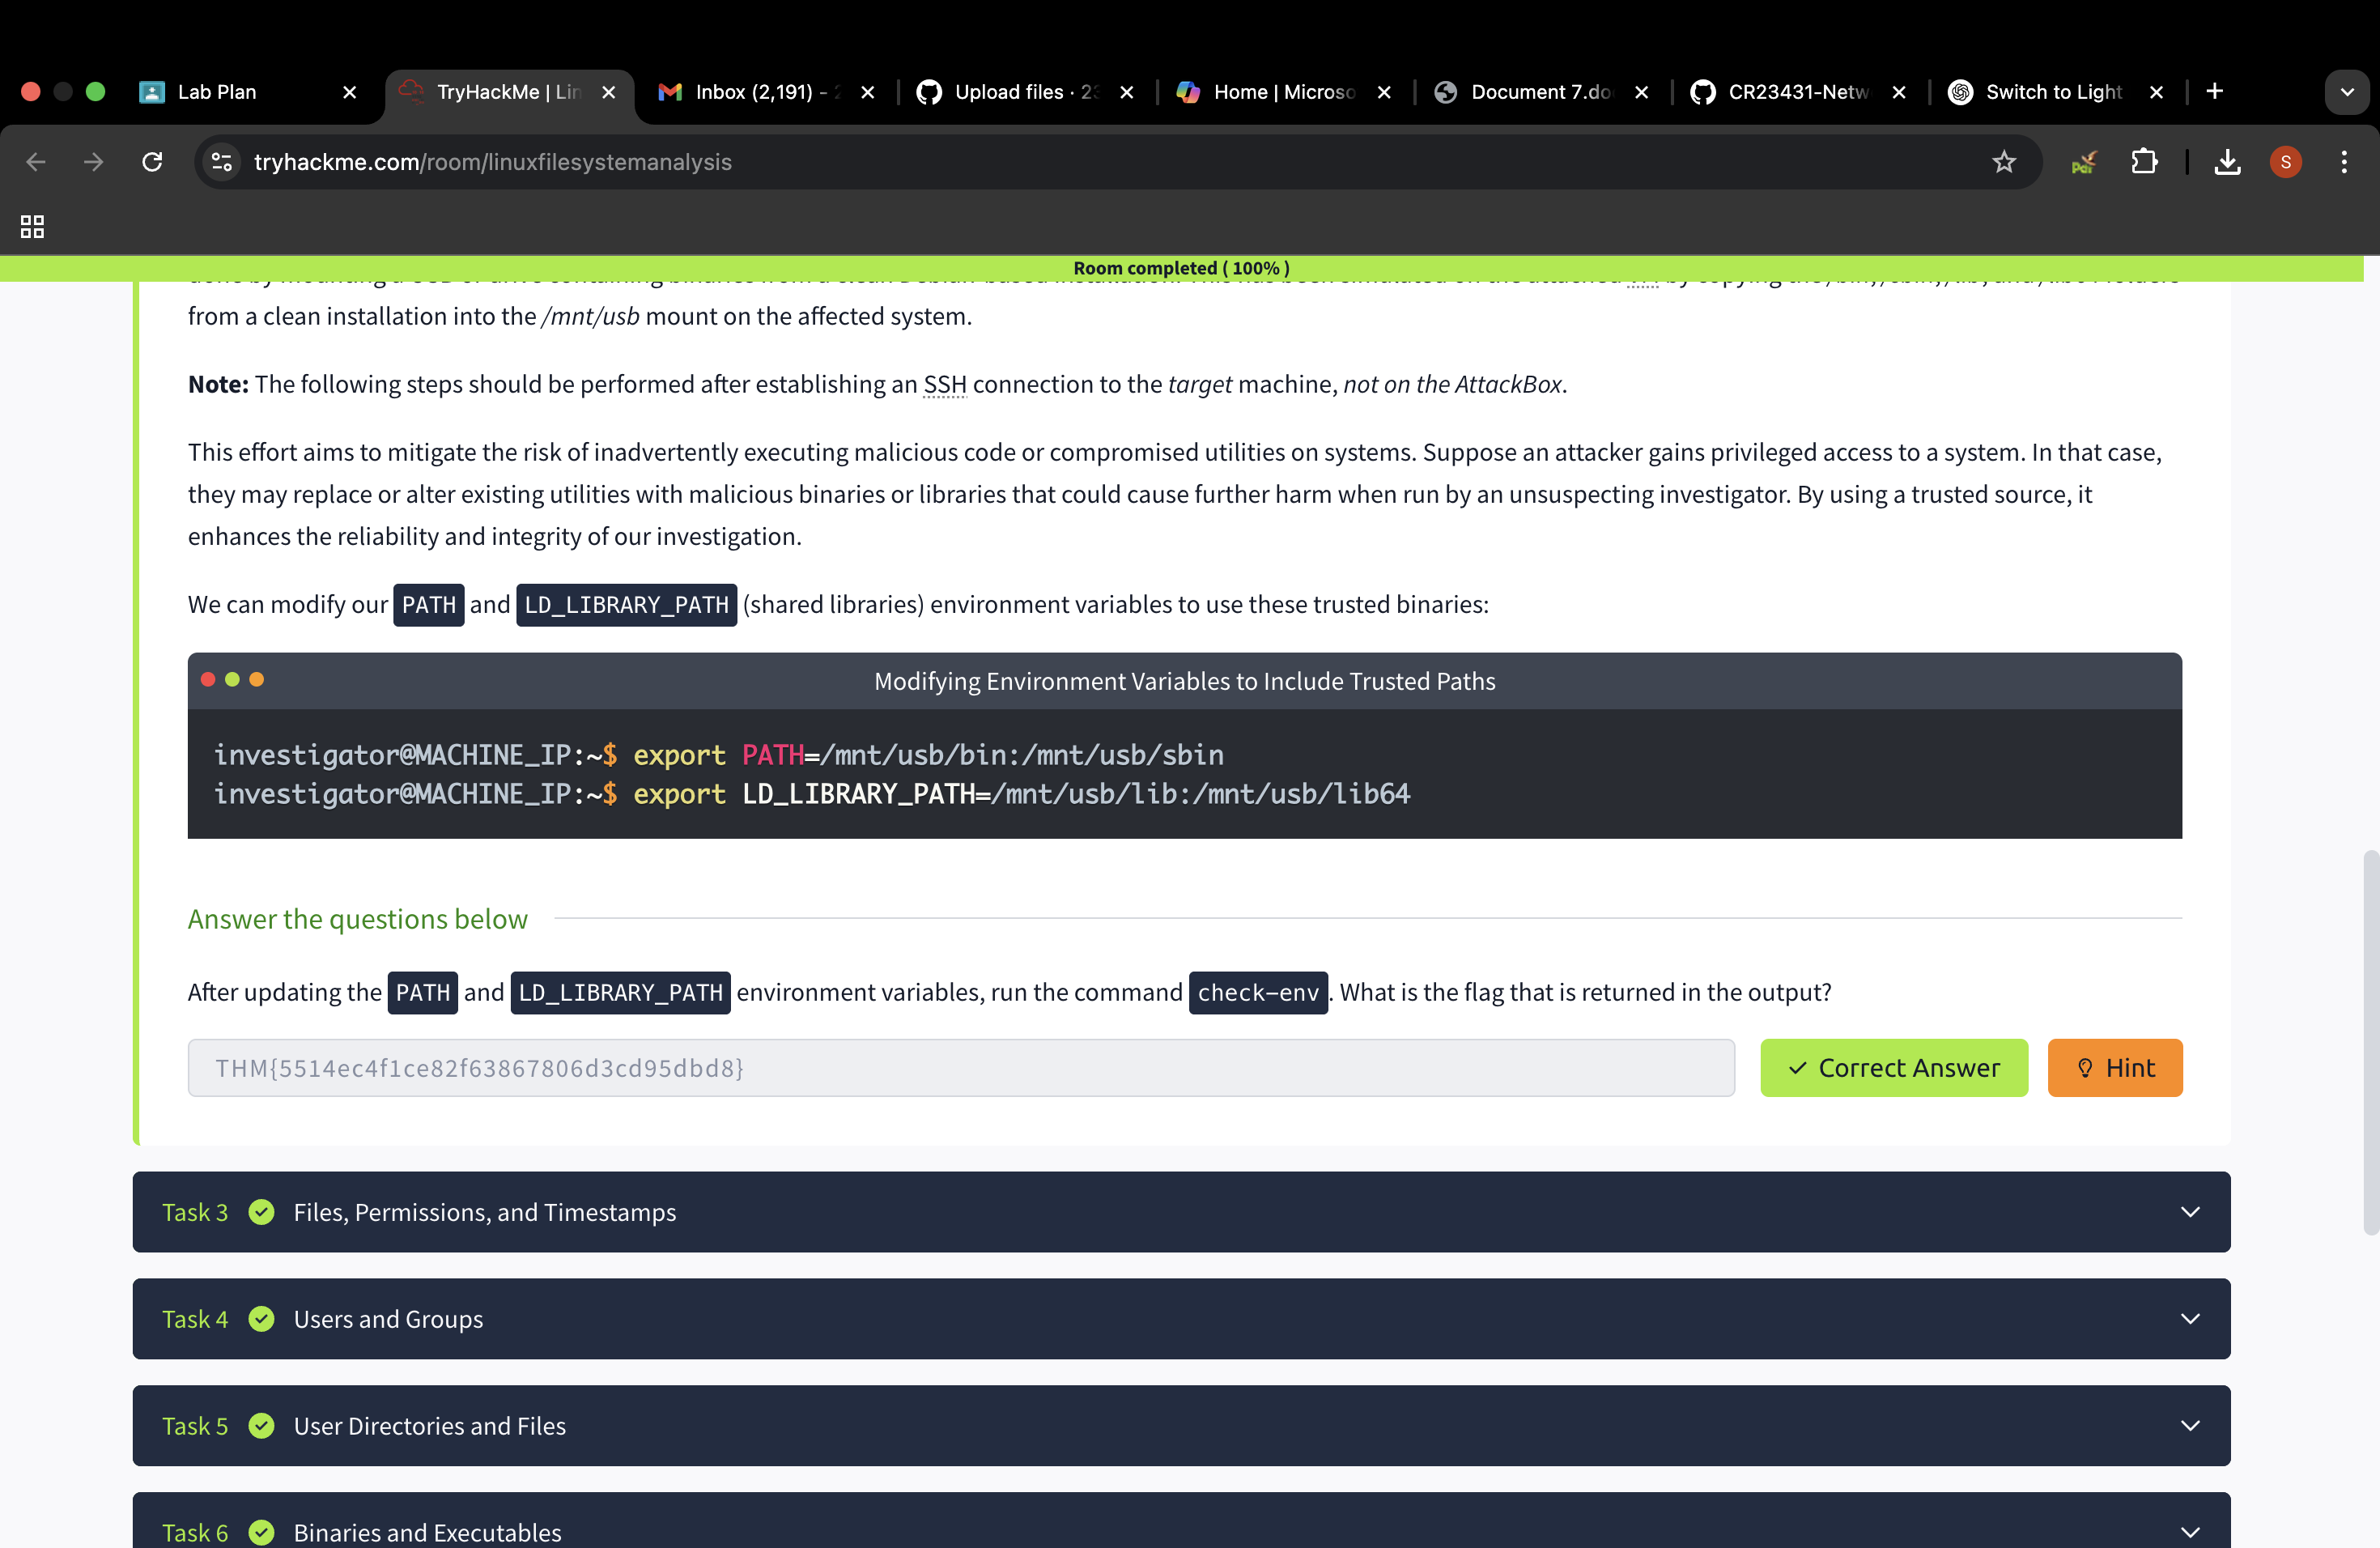 Lab Plan
TryHackMe | Lin
Inbox (2,191) -
Upload files · 23
Home | Microso
Document 7.do
CR23431-Netw
Switch to Light
tryhackme.com/room/linuxfilesystemanalysis
S
Room completed ( 100% )
from a clean installation into the /mnt/usb mount on the affected system.
Note: The following steps should be performed after establishing an SSH connection to the target machine, not on the AttackBox.
This effort aims to mitigate the risk of inadvertently executing malicious code or compromised utilities on systems. Suppose an attacker gains privileged access to a system. In that case,
they may replace or alter existing utilities with malicious binaries or libraries that could cause further harm when run by an unsuspecting investigator. By using a trusted source, it
enhances the reliability and integrity of our investigation.
We can modify our PATH and LD_LIBRARY_PATH (shared libraries) environment variables to use these trusted binaries:
Modifying Environment Variables to Include Trusted Paths
investigator@MACHINE_IP:~$ export PATH=/mnt/usb/bin:/mnt/usb/sbin
investigator@MACHINE_IP:~$ export LD_LIBRARY_PATH=/mnt/usb/lib:/mnt/usb/lib64
Answer the questions below
After updating the PATH and LD_LIBRARY_PATH environment variables, run the command check-env. What is the flag that is returned in the output?
THM{5514ec4f1ce82f63867806d3cd95dbd8}
Correct Answer
Hint
Task 3 Files, Permissions, and Timestamps
Task 4 Users and Groups
Task 5 User Directories and Files
Task 6 Binaries and Executables